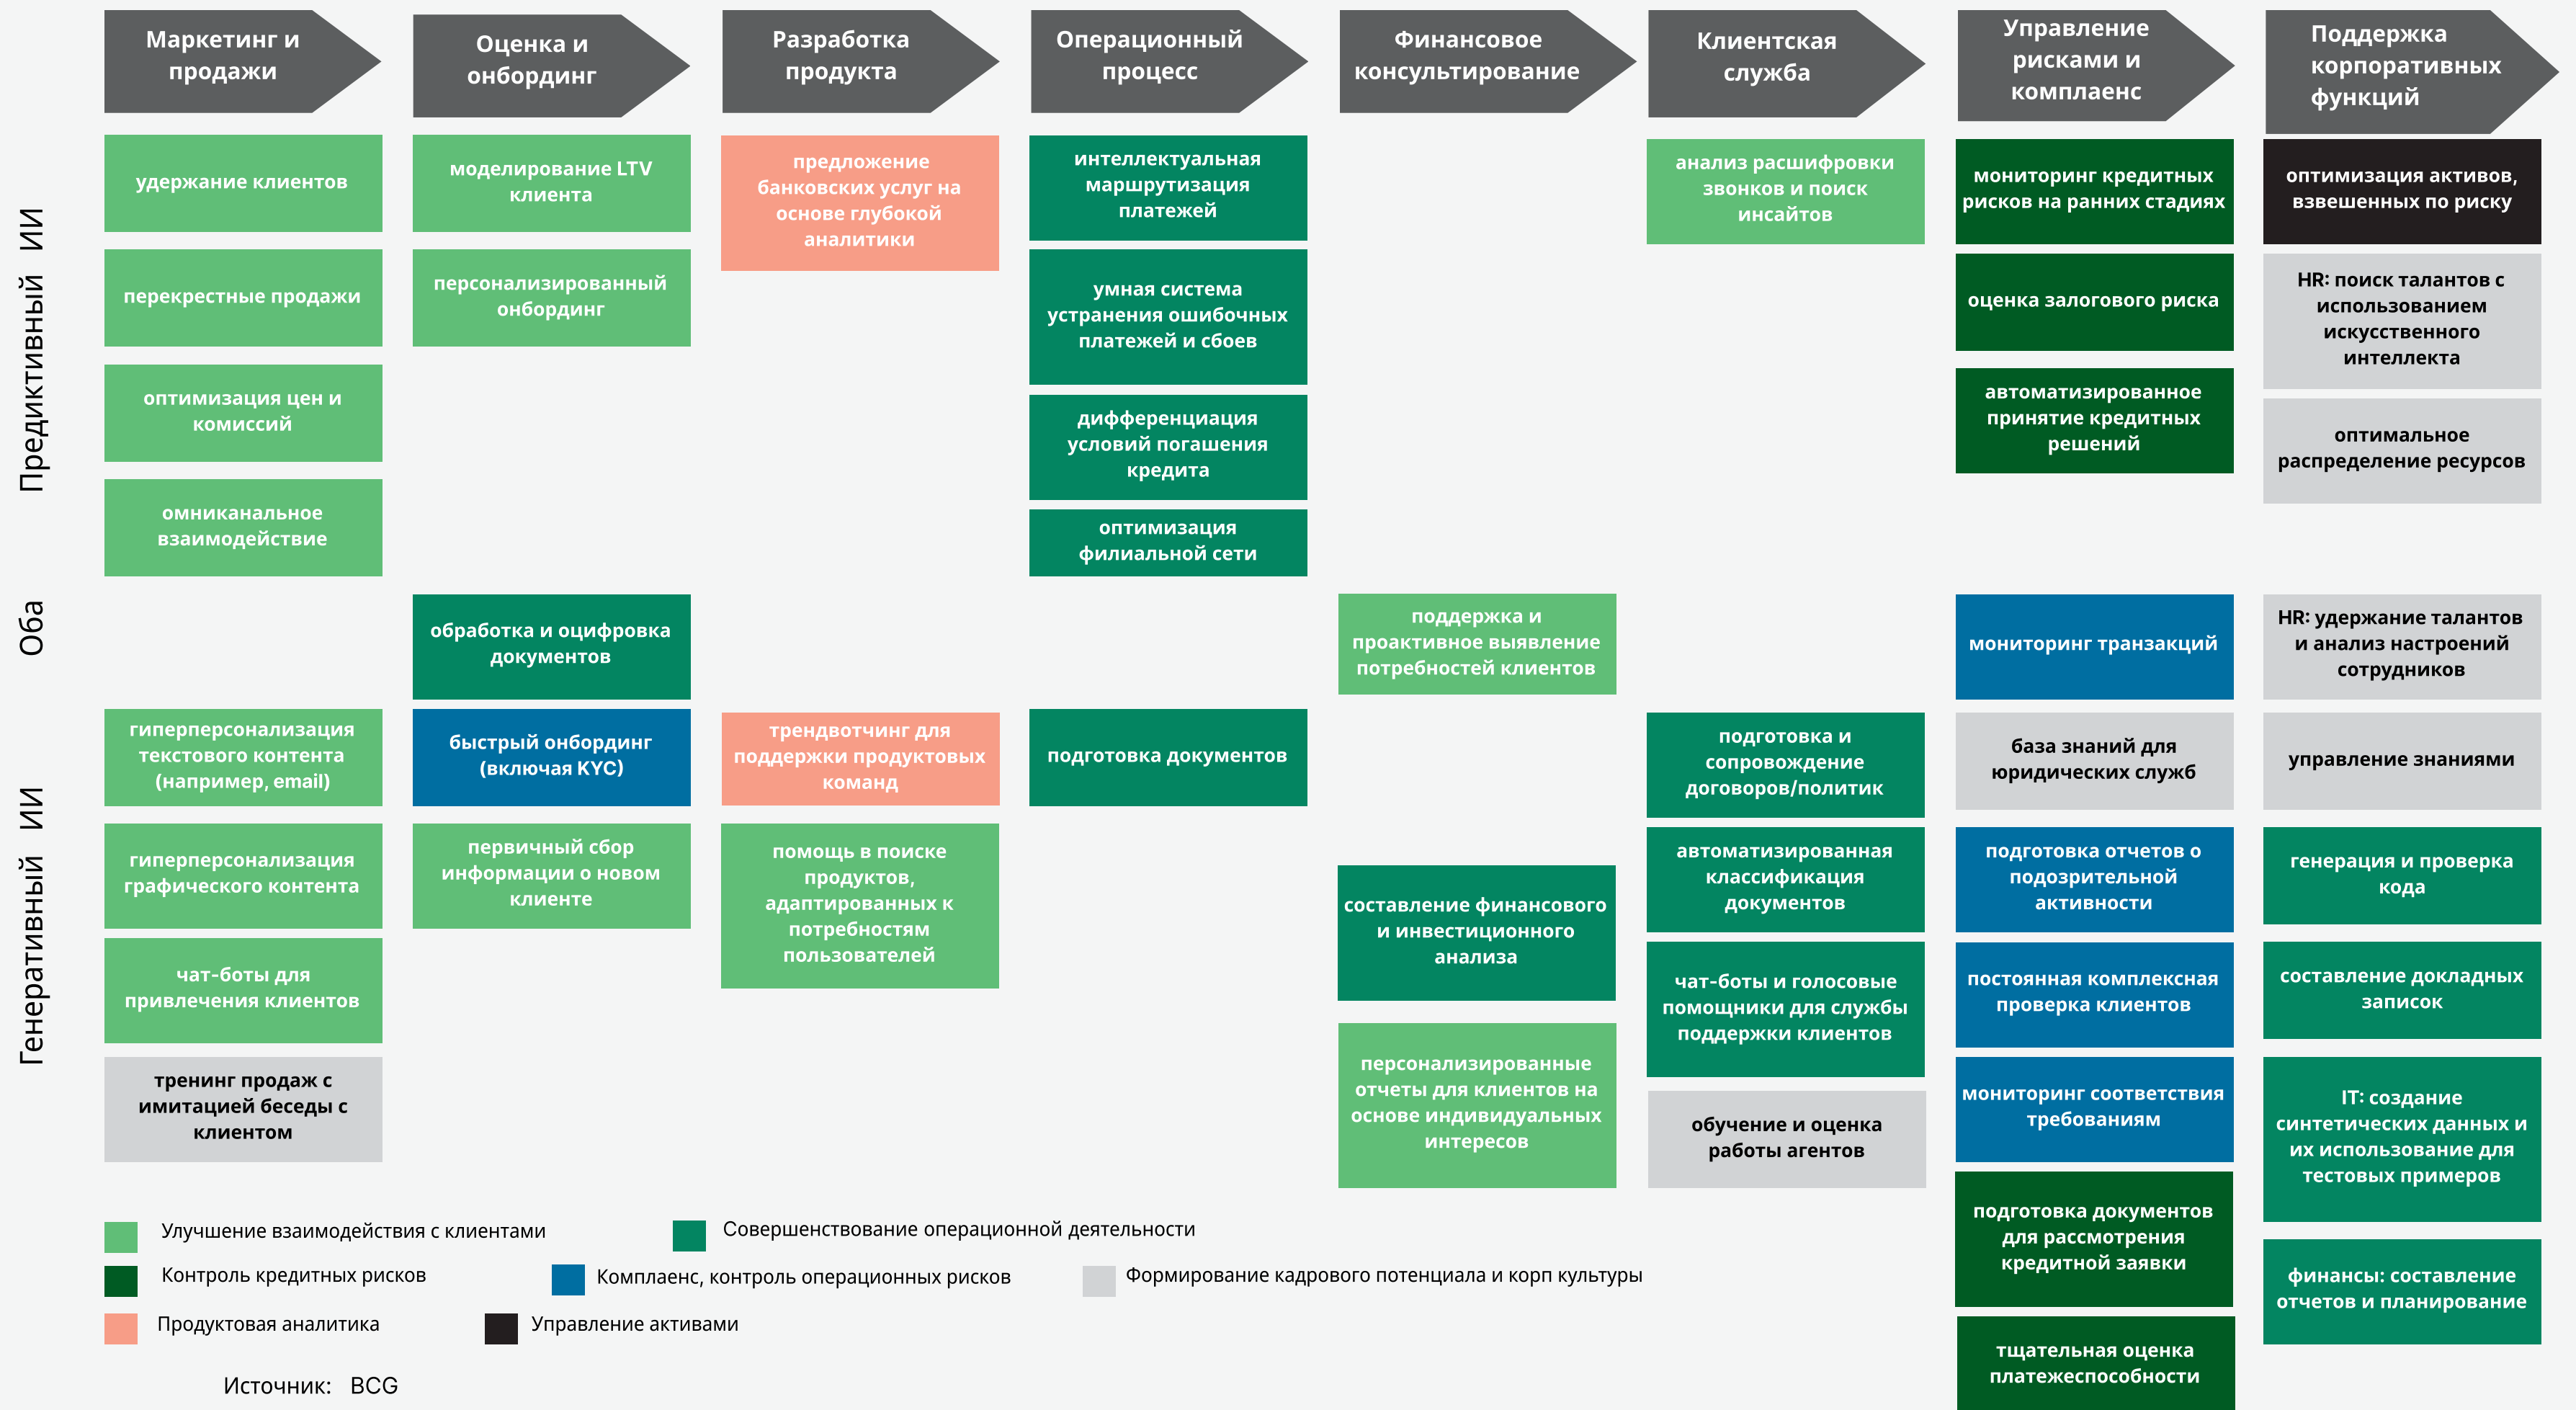 Маркетинг и
продажи
Оценка и
онбординг
Разработка
продукта
Операционный
процесс
Финансовое
консультирование
Клиентская
служба
Управление
рисками и
комплаенс
Поддержка
корпоративных
функций
Предиктивный ИИ
удержание клиентов
перекрестные продажи
оптимизация цен и
комиссий
омниканальное
взаимодействие
моделирование LTV
клиента
персонализированный
онбординг
предложение
банковских услуг на
основе глубокой
аналитики
интеллектуальная
маршрутизация
платежей
умная система
устранения ошибочных
платежей и сбоев
дифференциация
условий погашения
кредита
оптимизация
филиальной сети
анализ расшифровки
звонков и поиск
инсайтов
мониторинг кредитных
рисков на ранних стадиях
оценка залогового риска
автоматизированное
принятие кредитных
решений
оптимизация активов,
взвешенных по риску
HR: поиск талантов с
использованием
искусственного
интеллекта
оптимальное
распределение ресурсов
Оба
обработка и оцифровка
документов
поддержка и
проактивное выявление
потребностей клиентов
мониторинг транзакций
HR: удержание талантов
и анализ настроений
сотрудников
Генеративный ИИ
гиперперсонализация
текстового контента
(например, email)
гиперперсонализация
графического контента
чат-боты для
привлечения клиентов
тренинг продаж с
имитацией беседы с
клиентом
быстрый онбординг
(включая KYC)
первичный сбор
информации о новом
клиенте
трендвотчинг для
поддержки продуктовых
команд
помощь в поиске
продуктов,
адаптированных к
потребностям
пользователей
подготовка документов
составление финансового
и инвестиционного
анализа
персонализированные
отчеты для клиентов на
основе индивидуальных
интересов
подготовка и
сопровождение
договоров/политик
автоматизированная
классификация
документов
чат-боты и голосовые
помощники для службы
поддержки клиентов
обучение и оценка
работы агентов
база знаний для
юридических служб
подготовка отчетов о
подозрительной
активности
постоянная комплексная
проверка клиентов
мониторинг соответствия
требованиям
подготовка документов
для рассмотрения
кредитной заявки
тщательная оценка
платежеспособности
управление знаниями
генерация и проверка
кода
составление докладных
записок
IT: создание
синтетических данных и
их использование для
тестовых примеров
финансы: составление
отчетов и планирование
Улучшение взаимодействия с клиентами
Совершенствование операционной деятельности
Контроль кредитных рисков
Комплаенс, контроль операционных рисков
Формирование кадрового потенциала и корп культуры
Продуктовая аналитика
Управление активами
Источник: BCG